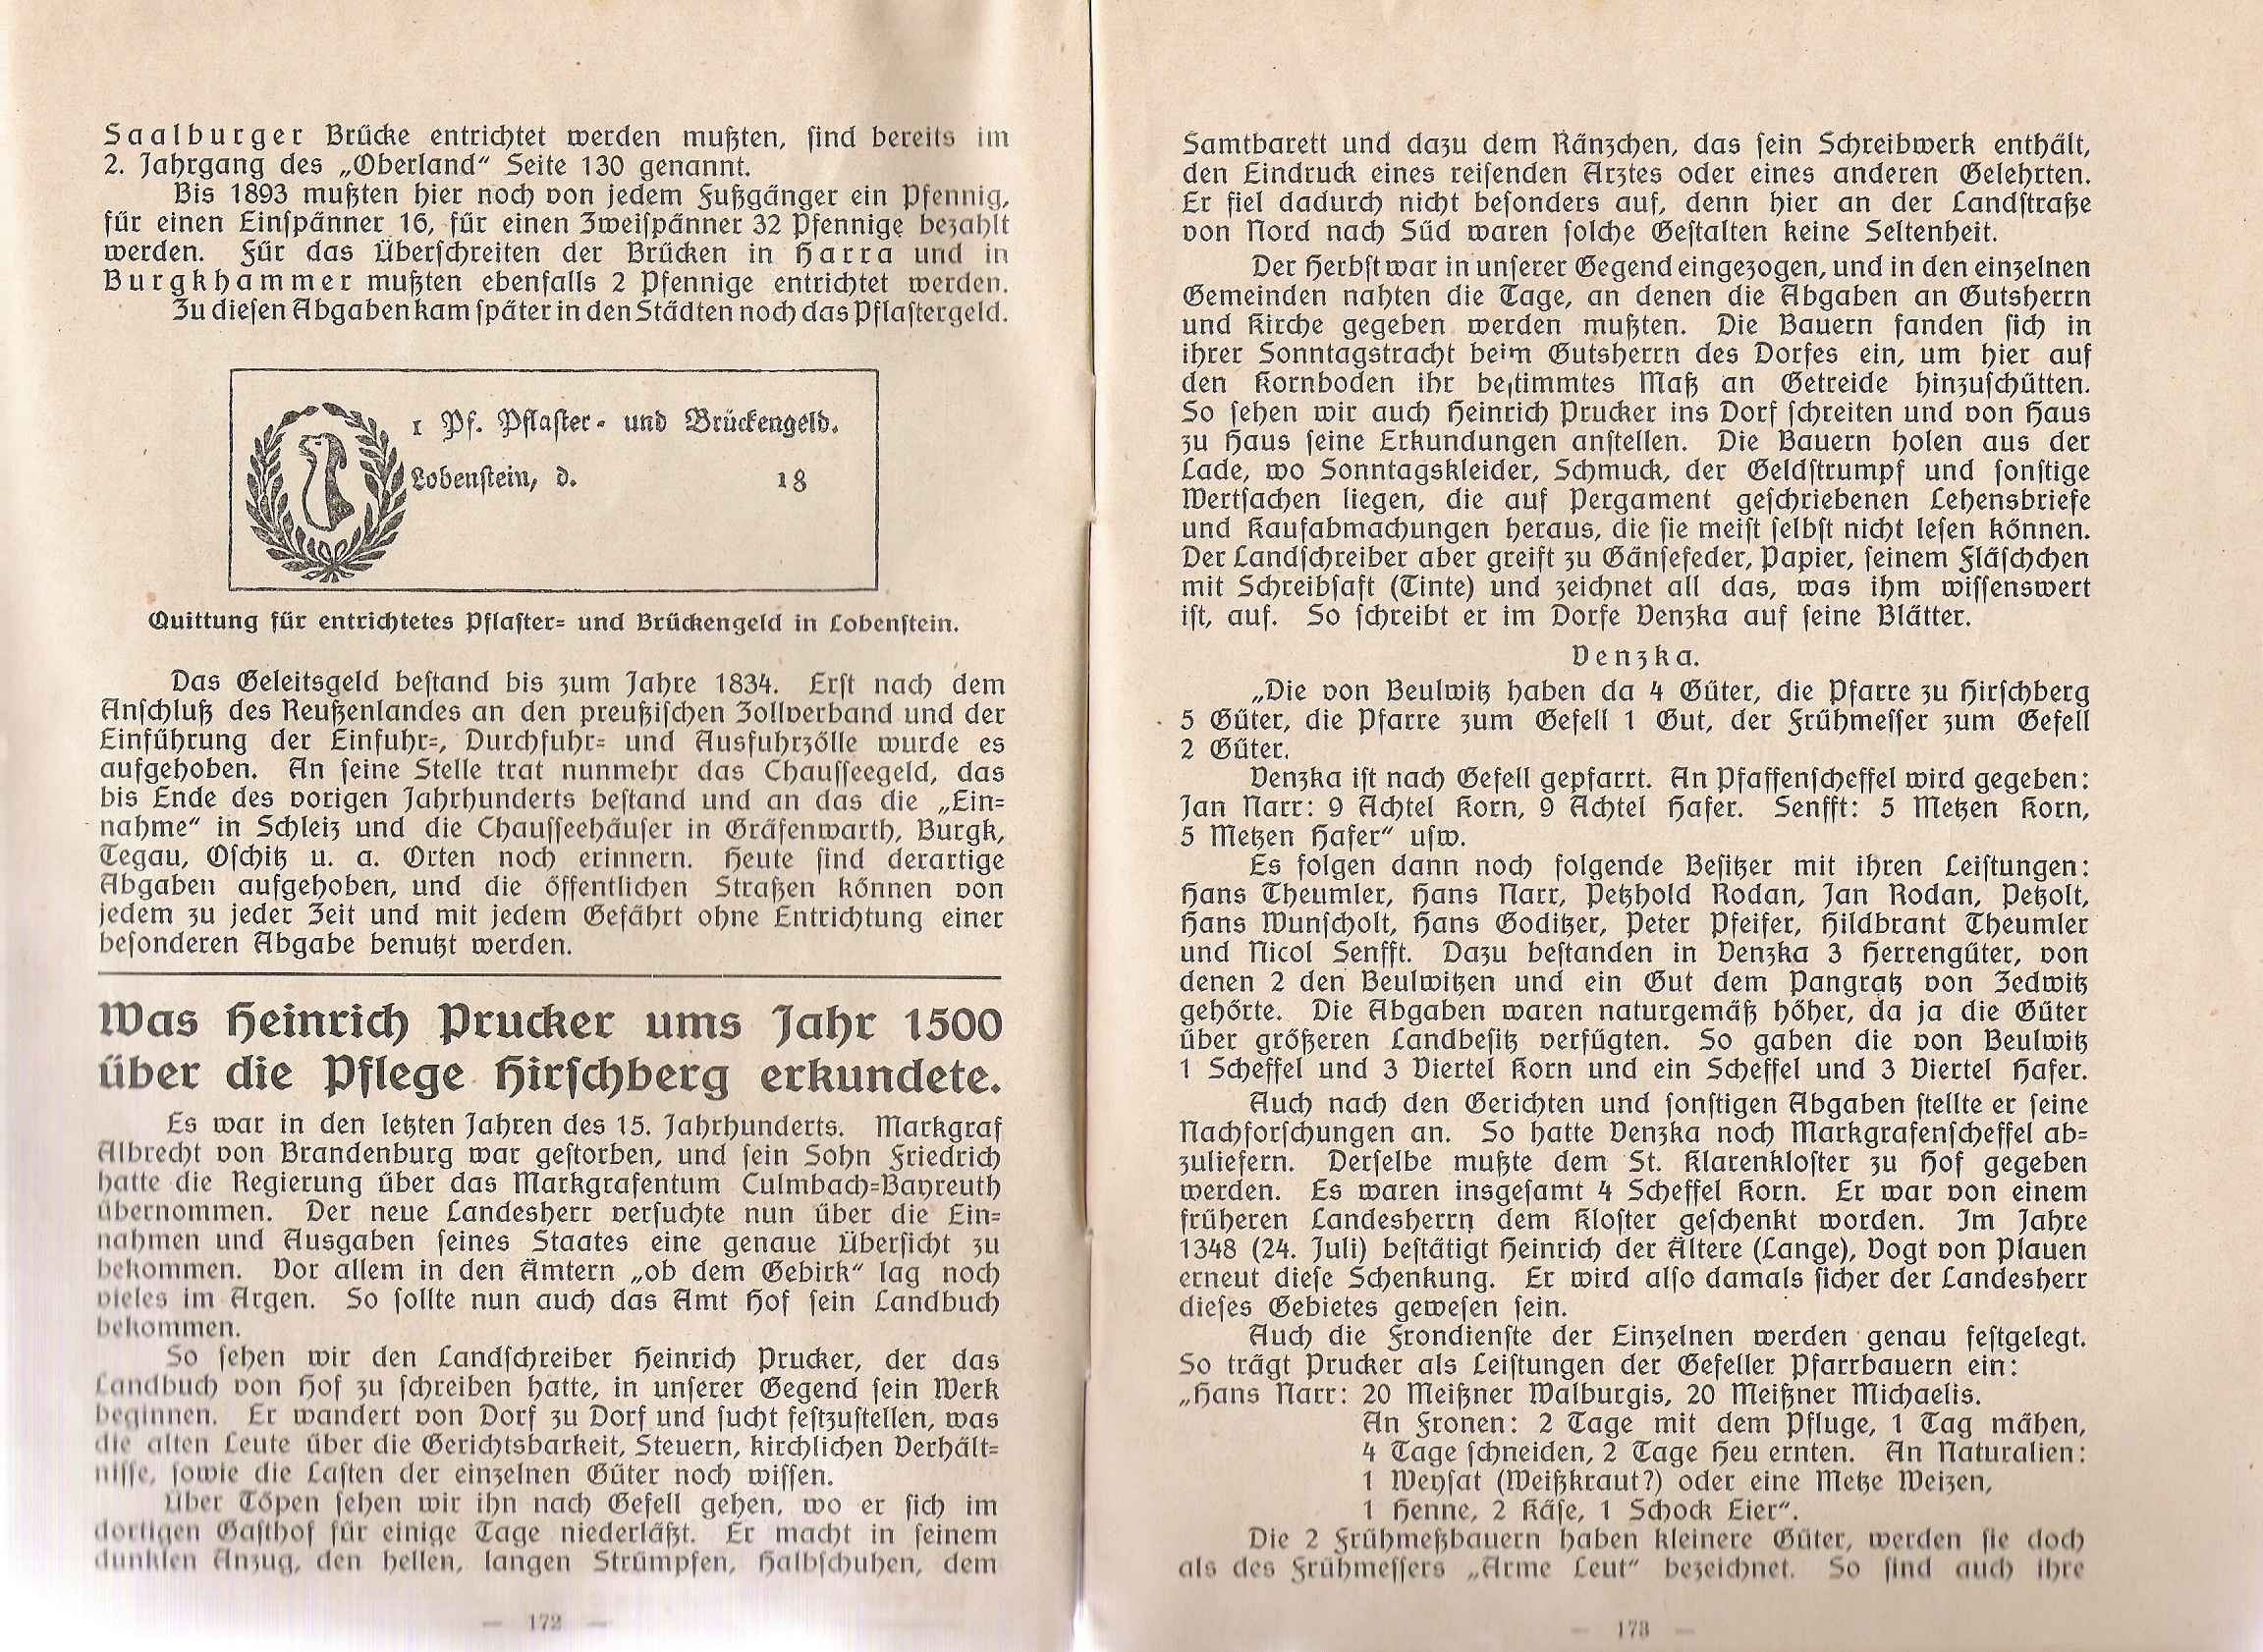 Saalburger Brücke entrichtet werden mußten, sind bereits im
2. Jahrgang des „Oberland“ Seite 130 genannt.
Bis 1893 mußten hier noch von jedem Fußgänger ein Pfennig,
für einen Einspänner 16, für einen Zweispänner 32 Pfennige bezahlt
werden. Für das Überschreiten der Brücken in Harra und in
Burgkhammer mußten ebenfalls 2 Pfennige entrichtet werden.
Zu diesen Abgaben kam später in den Städten noch das Pflastergeld.
1 Pf. Pflaster- und Brückengeld.
Lobenstein, d. 18
Quittung für entrichtetes Pflaster- und Brückengeld in Lobenstein.
Das Geleitsgeld bestand bis zum Jahre 1834. Erst nach dem
Anschluß des Reußenlandes an den preußischen Zollverband und der
Einführung der Einfuhr-, Durchfuhr- und Ausfuhrzölle wurde es
aufgehoben. An seine Stelle trat nunmehr das Chausseegeld, das
bis Ende des vorigen Jahrhunderts bestand und an das die „Ein-
nahme“ in Schleiz und die Chausseehäuser in Gräfenwarth, Burgk,
Tegau, Oschitz u. a. Orten noch erinnern. Heute sind derartige
Abgaben aufgehoben, und die öffentlichen Straßen können von
jedem zu jeder Zeit und mit jedem Gefährt ohne Entrichtung einer
besonderen Abgabe benutzt werden.
Was Heinrich Prucker ums Jahr 1500
über die Pflege Hirschberg erkundete.
Es war in den letzten Jahren des 15. Jahrhunderts. Markgraf
Albrecht von Brandenburg war gestorben, und sein Sohn Friedrich
hatte die Regierung über das Markgrafentum Culmbach-Bayreuth
übernommen. Der neue Landesherr versuchte nun über die Ein-
nahmen und Ausgaben seines Staates eine genaue Übersicht zu
bekommen. Vor allem in den Ämtern „ob dem Gebirk“ lag noch
vieles im Argen. So sollte nun auch das Amt Hof sein Landbuch
bekommen.
So sehen wir den Landschreiber Heinrich Prucker, der das
Landbuch von Hof zu schreiben hatte, in unserer Gegend sein Werk
beginnen. Er wandert von Dorf zu Dorf und sucht festzustellen, was
die alten Leute über die Gerichtsbarkeit, Steuern, kirchlichen Verhält-
nisse, sowie die Lasten der einzelnen Güter noch wissen.
Über Töpen sehen wir ihn nach Gefell gehen, wo er sich im
dortigen Gasthof für einige Tage niederläßt. Er macht in seinem
dunklen Anzug, den hellen, langen Strümpfen, Halbschuhen, dem
— 172 —
Samtbarett und dazu dem Ränzchen, das sein Schreibwerk enthält,
den Eindruck eines reisenden Arztes oder eines anderen Gelehrten.
Er fiel dadurch nicht besonders auf, denn hier an der Landstraße
von Nord nach Süd waren solche Gestalten keine Seltenheit.
Der Herbst war in unserer Gegend eingezogen, und in den einzelnen
Gemeinden nahten die Tage, an denen die Abgaben an Gutsherrn
und Kirche gegeben werden mußten. Die Bauern fanden sich in
ihrer Sonntagstracht beim Gutsherrn des Dorfes ein, um hier auf
den Kornboden ihr bestimmtes Maß an Getreide hinzuschütten.
So sehen wir auch Heinrich Prucker ins Dorf schreiten und von Haus
zu Haus seine Erkundungen anstellen. Die Bauern holen aus der
Lade, wo Sonntagskleider, Schmuck, der Geldstrumpf und sonstige
Wertsachen liegen, die auf Pergament geschriebenen Lehensbriefe
und Kaufabmachungen heraus, die sie meist selbst nicht lesen können.
Der Landschreiber aber greift zu Gänsefeder, Papier, seinem Fläschchen
mit Schreibsaft (Tinte) und zeichnet all das, was ihm wissenswert
ist, auf. So schreibt er im Dorfe Venzka auf seine Blätter.
Venzka.
„Die von Beulwitz haben da 4 Güter, die Pfarre zu Hirschberg
5 Güter, die Pfarre zum Gefell 1 Gut, der Frühmesser zum Gefell
2 Güter.
Venzka ist nach Gefell gepfarrt. An Pfaffenscheffel wird gegeben:
Jan Narr: 9 Achtel Korn, 9 Achtel Hafer. Senfft: 5 Metzen Korn,
5 Metzen Hafer“ usw.
Es folgen dann noch folgende Besitzer mit ihren Leistungen:
Hans Theumler, Hans Narr, Petzhold Rodan, Jan Rodan, Petzolt,
Hans Wunscholt, Hans Goditzer, Peter Pfeifer, Hildbrant Theumler
und Nicol Senfft. Dazu bestanden in Venzka 3 Herrengüter, von
denen 2 den Beulwitzen und ein Gut dem Pangratz von Zedwitz
gehörte. Die Abgaben waren naturgemäß höher, da ja die Güter
über größeren Landbesitz verfügten. So gaben die von Beulwitz
1 Scheffel und 3 Viertel Korn und ein Scheffel und 3 Viertel Hafer.
Auch nach den Gerichten und sonstigen Abgaben stellte er seine
Nachforschungen an. So hatte Venzka noch Markgrafenscheffel ab-
zuliefern. Derselbe mußte dem St. Klarenkloster zu Hof gegeben
werden. Es waren insgesamt 4 Scheffel Korn. Er war von einem
früheren Landesherrn dem Kloster geschenkt worden. Im Jahre
1348 (24. Juli) bestätigt Heinrich der Ältere (Lange), Vogt von Plauen
erneut diese Schenkung. Er wird also damals sicher der Landesherr
dieses Gebietes gewesen sein.
Auch die Frondienste der Einzelnen werden genau festgelegt.
So trägt Prucker als Leistungen der Gefeller Pfarrbauern ein:
„Hans Narr: 20 Meißner Walburgis, 20 Meißner Michaelis.
An Fronen: 2 Tage mit dem Pfluge, 1 Tag mähen,
4 Tage schneiden, 2 Tage Heu ernten. An Naturalien:
1 Weysat (Weißkraut?) oder eine Metze Weizen,
1 Henne, 2 Käse, 1 Schock Eier“.
Die 2 Frühmeßbauern haben kleinere Güter, werden sie doch
als des Frühmessers „Arme Leut“ bezeichnet. So sind auch ihre
— 173 —